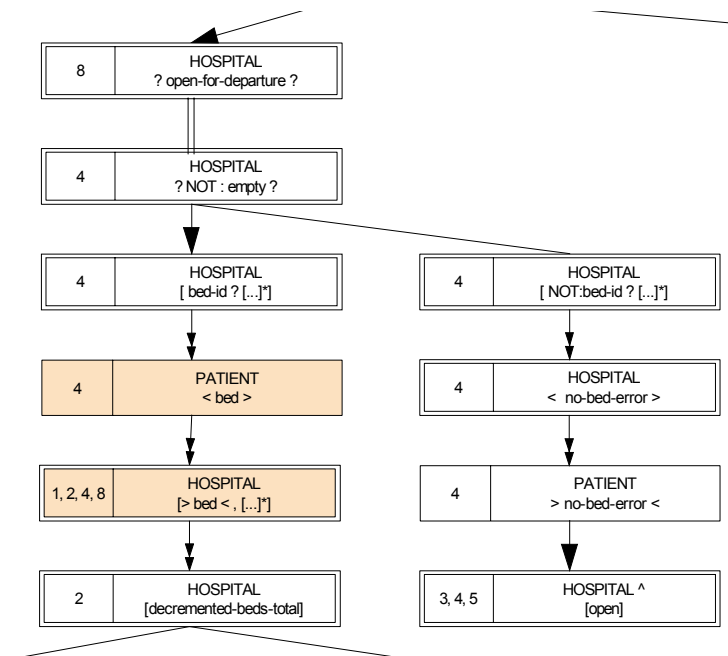 8
HOSPITAL
? open-for-departure ?
4
HOSPITAL
? NOT : empty ?
4
HOSPITAL
[ bed-id ? [...]*]
4
HOSPITAL
[ NOT:bed-id ? [...]*]
4
PATIENT
< bed >
4
HOSPITAL
< no-bed-error >
1, 2, 4, 8
HOSPITAL
[> bed < , [...]*]
4
PATIENT
> no-bed-error <
2
HOSPITAL
[decremented-beds-total]
3, 4, 5
HOSPITAL ^
[open]